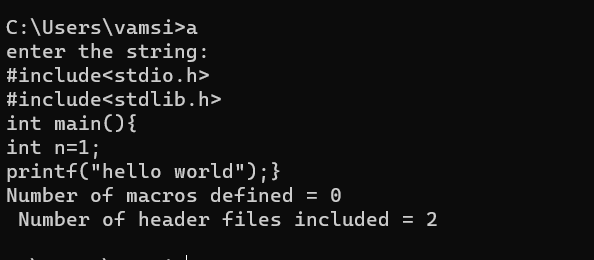 C:\Users\vamsi>a
enter the string:
#include<stdio.h>
#include<stdlib.h>
int main(){
int n=1;
printf("hello world");}
Number of macros defined = 0
 Number of header files included = 2